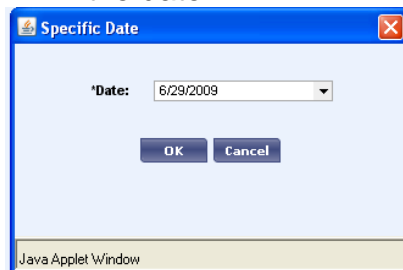 Specific Date
*Date: 6/29/2009
OK Cancel
Java Applet Window